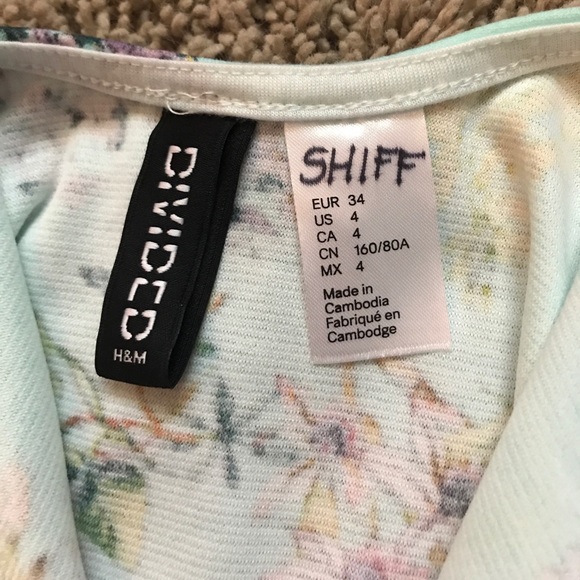 DIVIDED
H&M
SHIFF
EUR 34
US 4
CA 4
CN 160/80A
MX 4
Made in
Cambodia
Fabriqué en
Cambodge